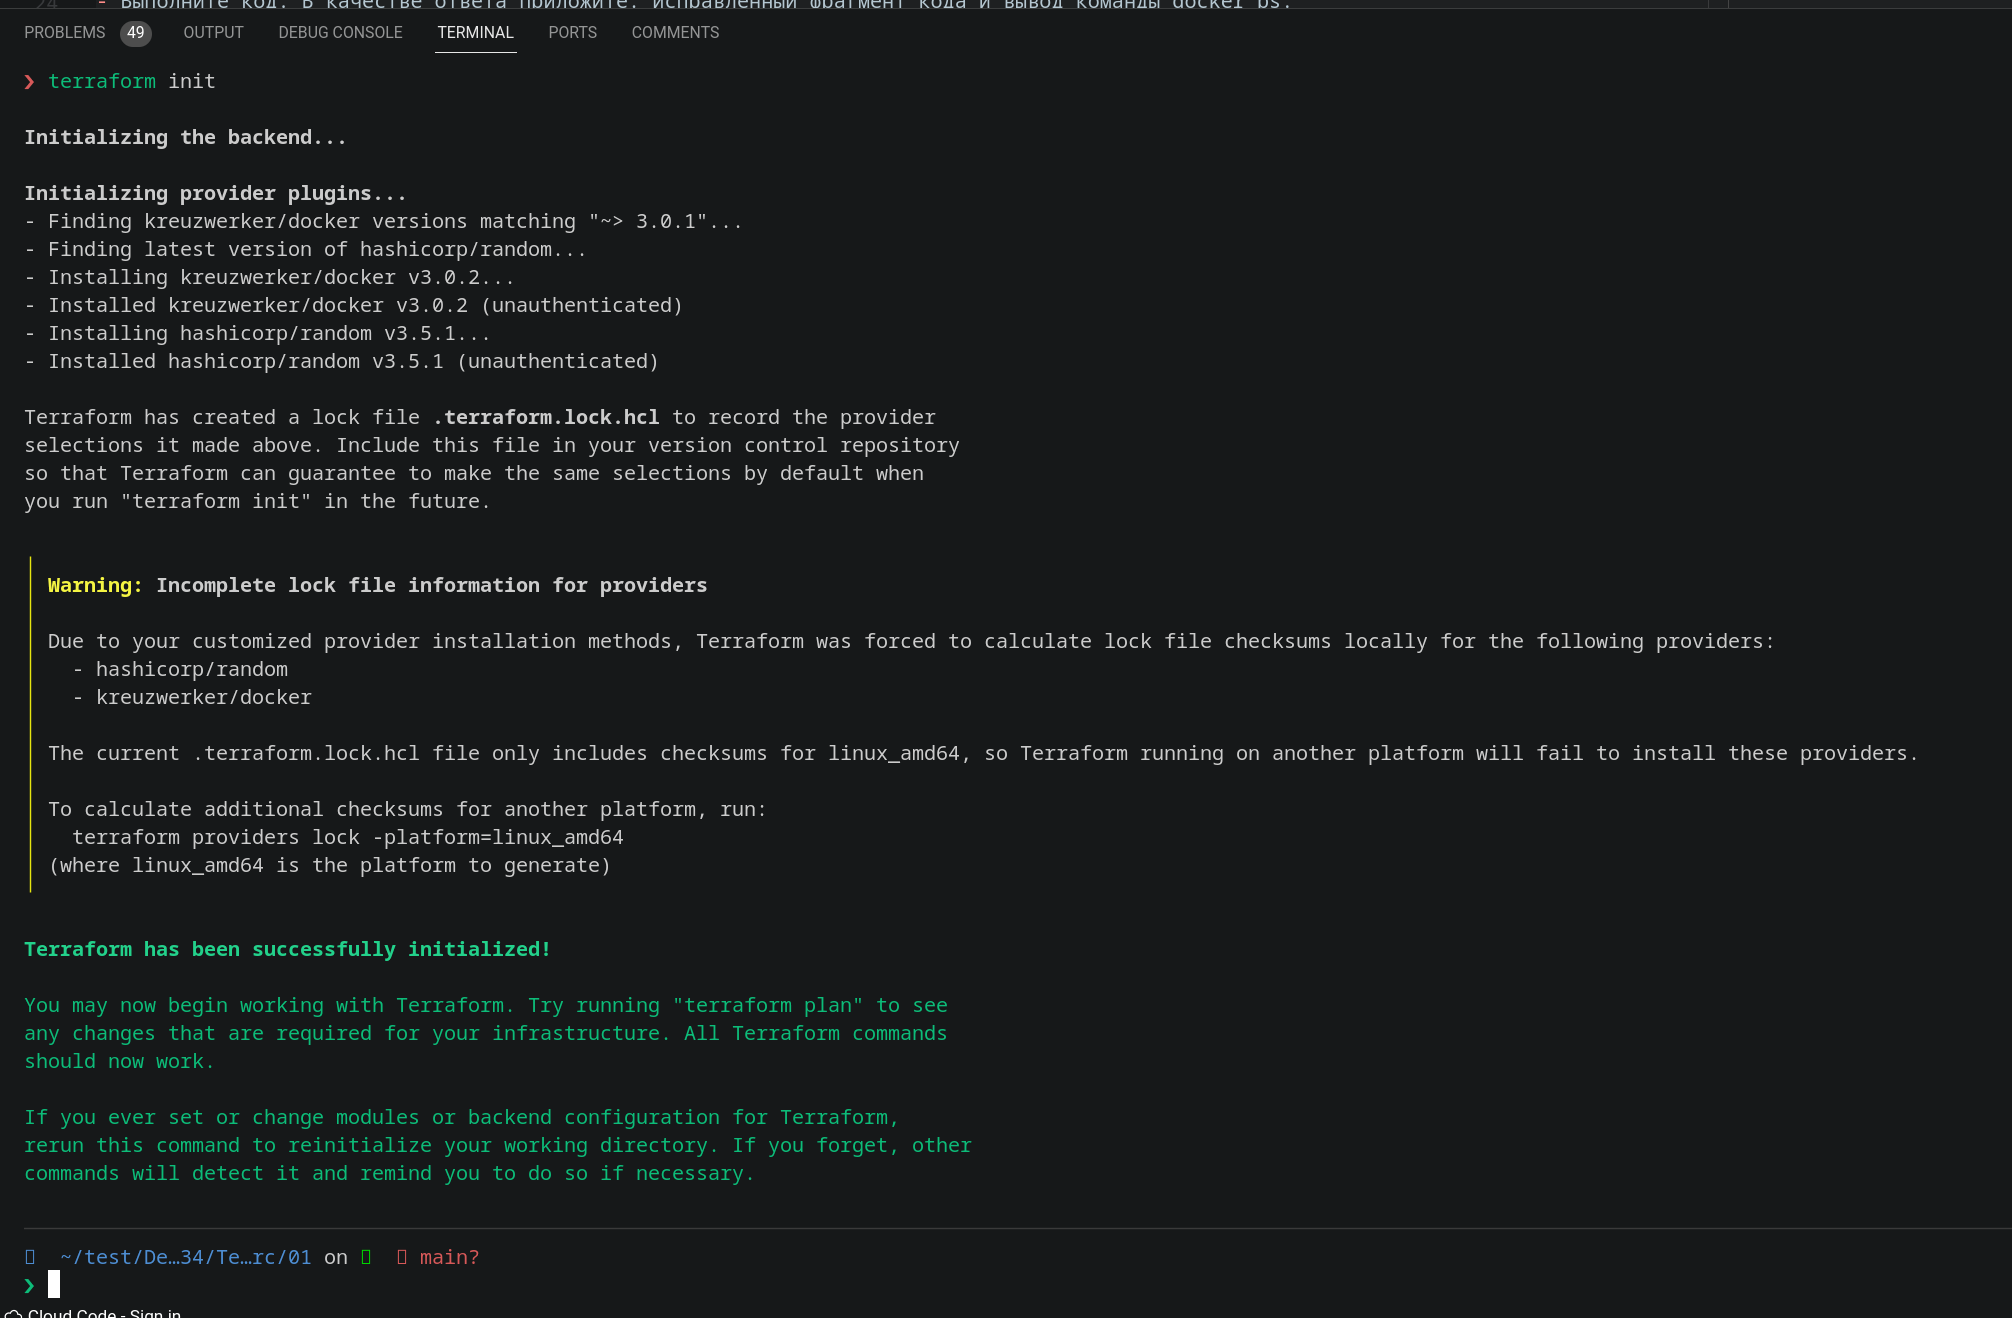 24 - Выполните код. В качестве ответа приложите: исправленный фрагмент кода и вывод команды docker ps.
PROBLEMS 49 OUTPUT DEBUG CONSOLE TERMINAL PORTS COMMENTS
❯ terraform init
Initializing the backend...
Initializing provider plugins...
- Finding kreuzwerker/docker versions matching "~> 3.0.1"...
- Finding latest version of hashicorp/random...
- Installing kreuzwerker/docker v3.0.2...
- Installed kreuzwerker/docker v3.0.2 (unauthenticated)
- Installing hashicorp/random v3.5.1...
- Installed hashicorp/random v3.5.1 (unauthenticated)
Terraform has created a lock file .terraform.lock.hcl to record the provider
selections it made above. Include this file in your version control repository
so that Terraform can guarantee to make the same selections by default when
you run "terraform init" in the future.
Warning: Incomplete lock file information for providers
Due to your customized provider installation methods, Terraform was forced to calculate lock file checksums locally for the following providers:
- hashicorp/random
- kreuzwerker/docker
The current .terraform.lock.hcl file only includes checksums for linux_amd64, so Terraform running on another platform will fail to install these providers.
To calculate additional checksums for another platform, run:
terraform providers lock -platform=linux_amd64
(where linux_amd64 is the platform to generate)
Terraform has been successfully initialized!
You may now begin working with Terraform. Try running "terraform plan" to see
any changes that are required for your infrastructure. All Terraform commands
should now work.
If you ever set or change modules or backend configuration for Terraform,
rerun this command to reinitialize your working directory. If you forget, other
commands will detect it and remind you to do so if necessary.
~/test/De…34/Te…rc/01 on main?
❯
Cloud Code - Sign in